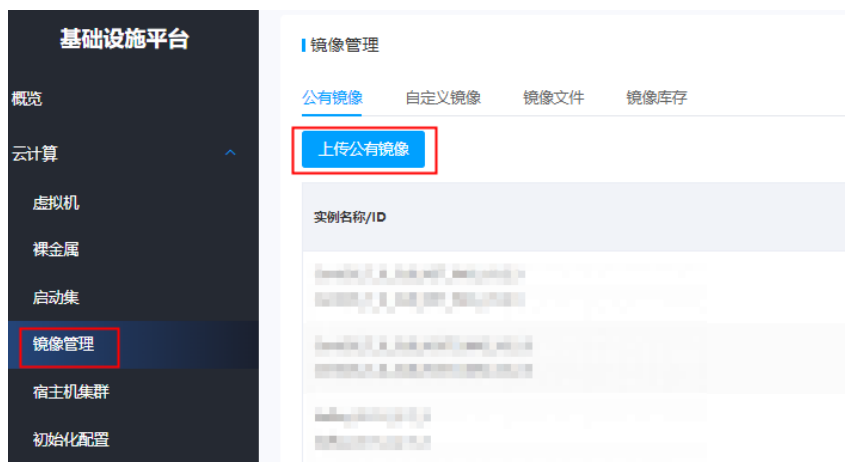 基础设施平台
概览
云计算
虚拟机
裸金属
启动集
镜像管理
宿主机集群
初始化配置
镜像管理
公有镜像 自定义镜像 镜像文件 镜像库存
上传公有镜像
实例名称/ID